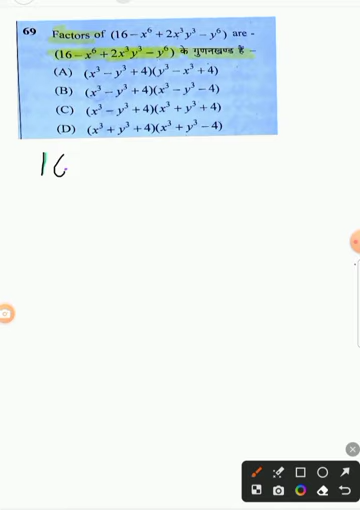 69 Factors of (16 – x⁶ + 2x³y³ – y⁶) are -
(16 – x⁶ + 2x³y³ – y⁶) के गुणनखण्ड हैं –
(A) (x³ – y³ + 4)(y³ – x³ + 4)
(B) (x³ – y³ + 4)(x³ – y³ – 4)
(C) (x³ – y³ + 4)(x³ + y³ + 4)
(D) (x³ + y³ + 4)(x³ + y³ – 4)
16